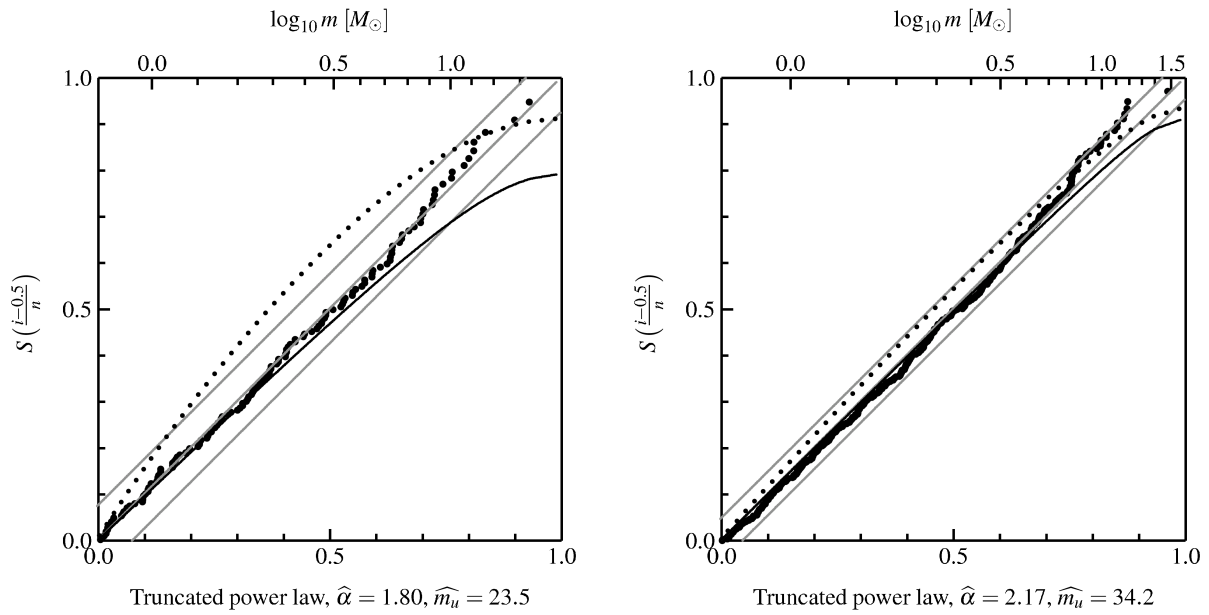 log₁₀ m [M⊙]
0.0 0.5 1.0
1.0
0.5
0.0
S((i−0.5)/n)
0.0 0.5 1.0
Truncated power law, α̂ = 1.80, m̂ᵤ = 23.5
log₁₀ m [M⊙]
0.0 0.5 1.0 1.5
1.0
0.5
0.0
S((i−0.5)/n)
0.0 0.5 1.0
Truncated power law, α̂ = 2.17, m̂ᵤ = 34.2